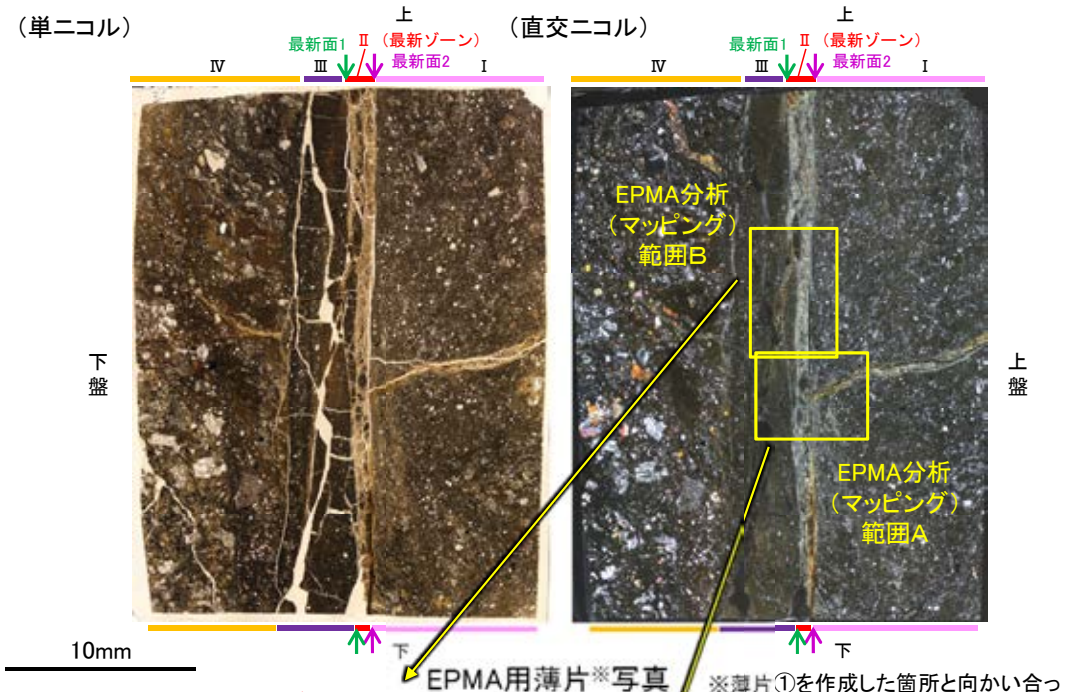 （単ニコル）
上
最新面1
Ⅱ（最新ゾーン）
最新面2
Ⅳ
Ⅲ
Ⅰ
（直交ニコル）
上
最新面1
Ⅱ（最新ゾーン）
最新面2
Ⅳ
Ⅲ
Ⅰ
下盤
上盤
EPMA分析
（マッピング）
範囲B
EPMA分析
（マッピング）
範囲A
10mm
下
下
EPMA用薄片※写真
※薄片①を作成した箇所と向かい合っ